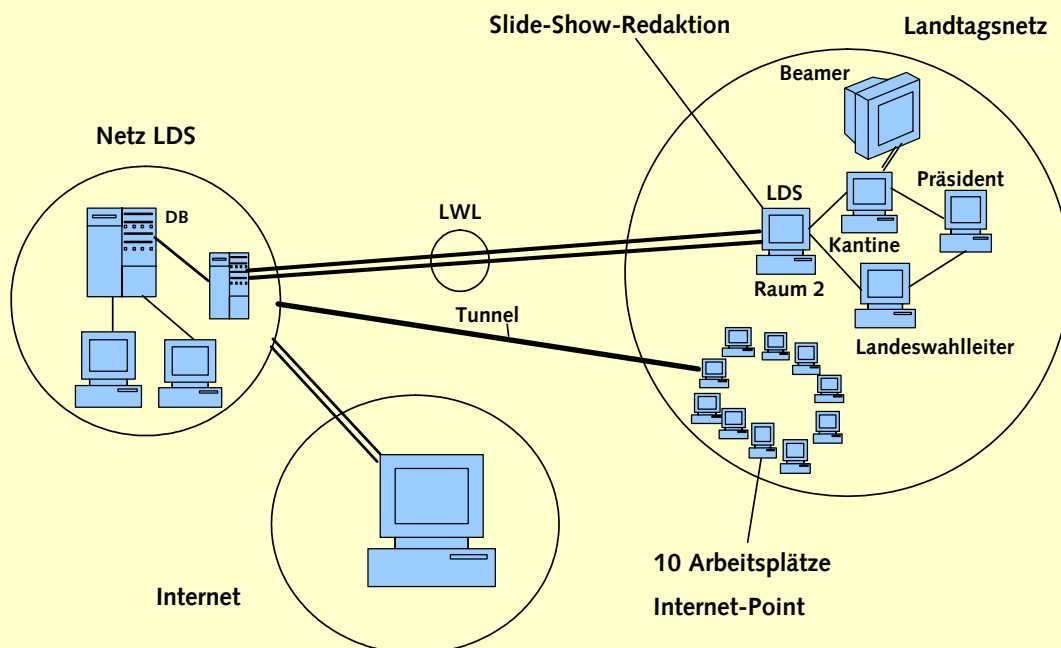 Slide-Show-Redaktion
Landtagsnetz
Beamer
Netz LDS
Präsident
LDS
DB
LWL
Kantine
Raum 2
Tunnel
Landeswahlleiter
10 Arbeitsplätze
Internet
Internet-Point